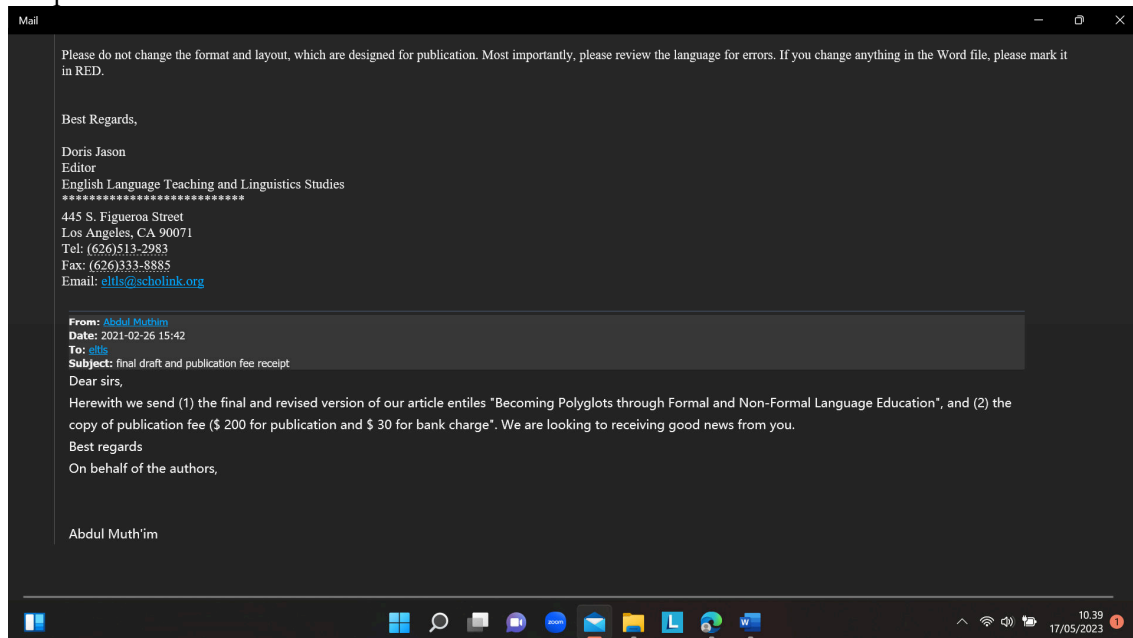 Mail
Please do not change the format and layout, which are designed for publication. Most importantly, please review the language for errors. If you change anything in the Word file, please mark it
in RED.
Best Regards,
Doris Jason
Editor
English Language Teaching and Linguistics Studies
***************************
445 S. Figueroa Street
Los Angeles, CA 90071
Tel: (626)513-2983
Fax: (626)333-8885
Email: eltls@scholink.org
From: Abdul Muthim
Date: 2021-02-26 15:42
To: eltls
Subject: final draft and publication fee receipt
Dear sirs,
Herewith we send (1) the final and revised version of our article entiles "Becoming Polyglots through Formal and Non-Formal Language Education", and (2) the
copy of publication fee ($ 200 for publication and $ 30 for bank charge". We are looking to receiving good news from you.
Best regards
On behalf of the authors,
Abdul Muth'im
zoom
L
W
10.39
17/05/2023
1